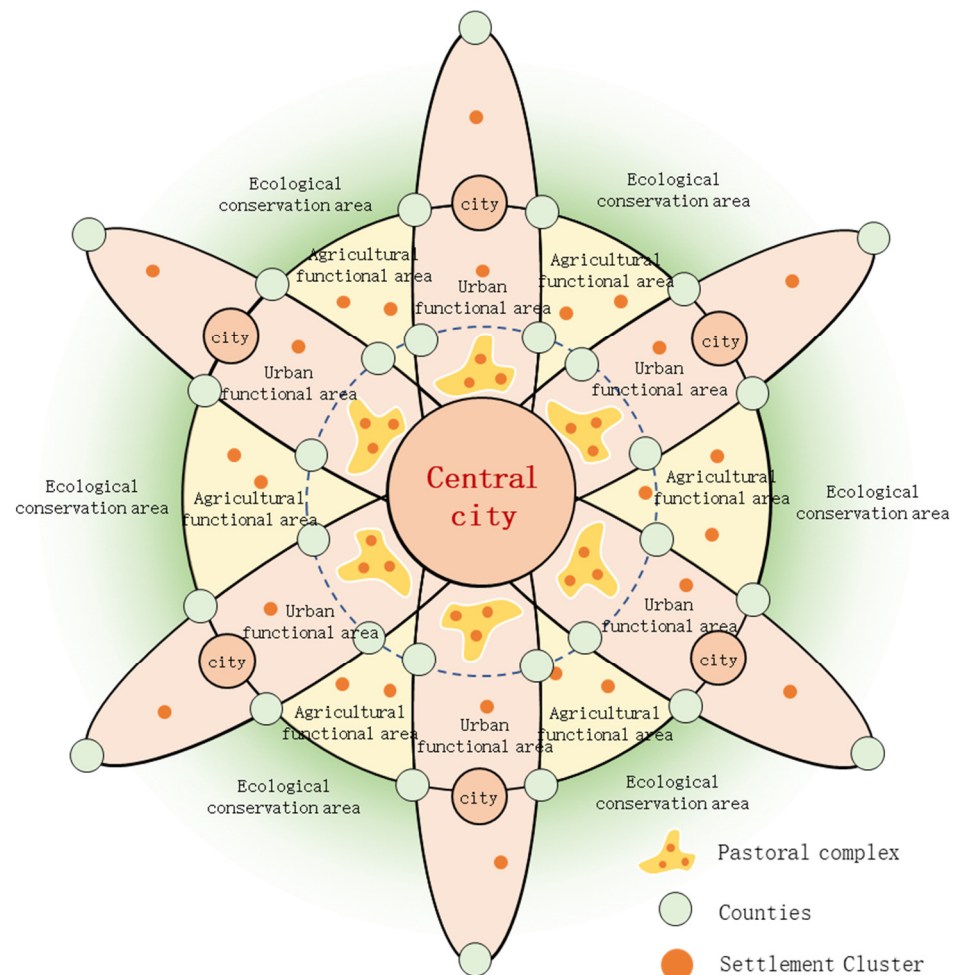 Ecological
conservation area
Ecological
conservation area
city
Agricultural
functional area
Agricultural
functional area
Urban
functional area
city
city
Urban
functional area
Urban
functional area
Ecological
conservation area
Agricultural
functional area
Central
city
Agricultural
functional area
Ecological
conservation area
Urban
functional area
Urban
functional area
city
city
Agricultural
functional area
Urban
functional area
Agricultural
functional area
Ecological
conservation area
city
Ecological
conservation area
Pastoral complex
Counties
Settlement Cluster